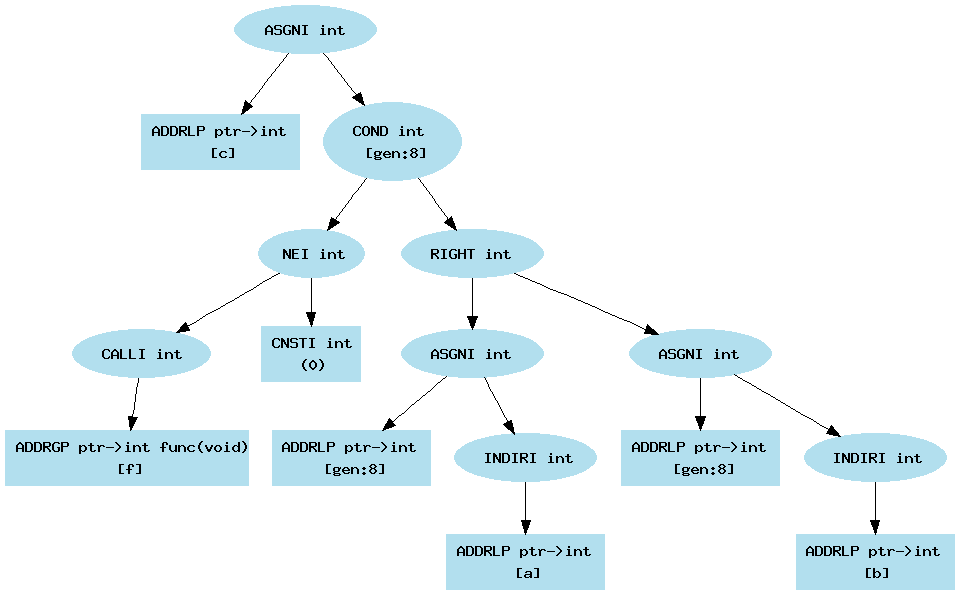 ASGNI int
ADDRLP ptr->int
[c]
COND int
[gen:8]
NEI int
RIGHT int
CALLI int
CNSTI int
(0)
ASGNI int
ASGNI int
ADDRGP ptr->int func(void)
[f]
ADDRLP ptr->int
[gen:8]
INDIRI int
ADDRLP ptr->int
[gen:8]
INDIRI int
ADDRLP ptr->int
[a]
ADDRLP ptr->int
[b]